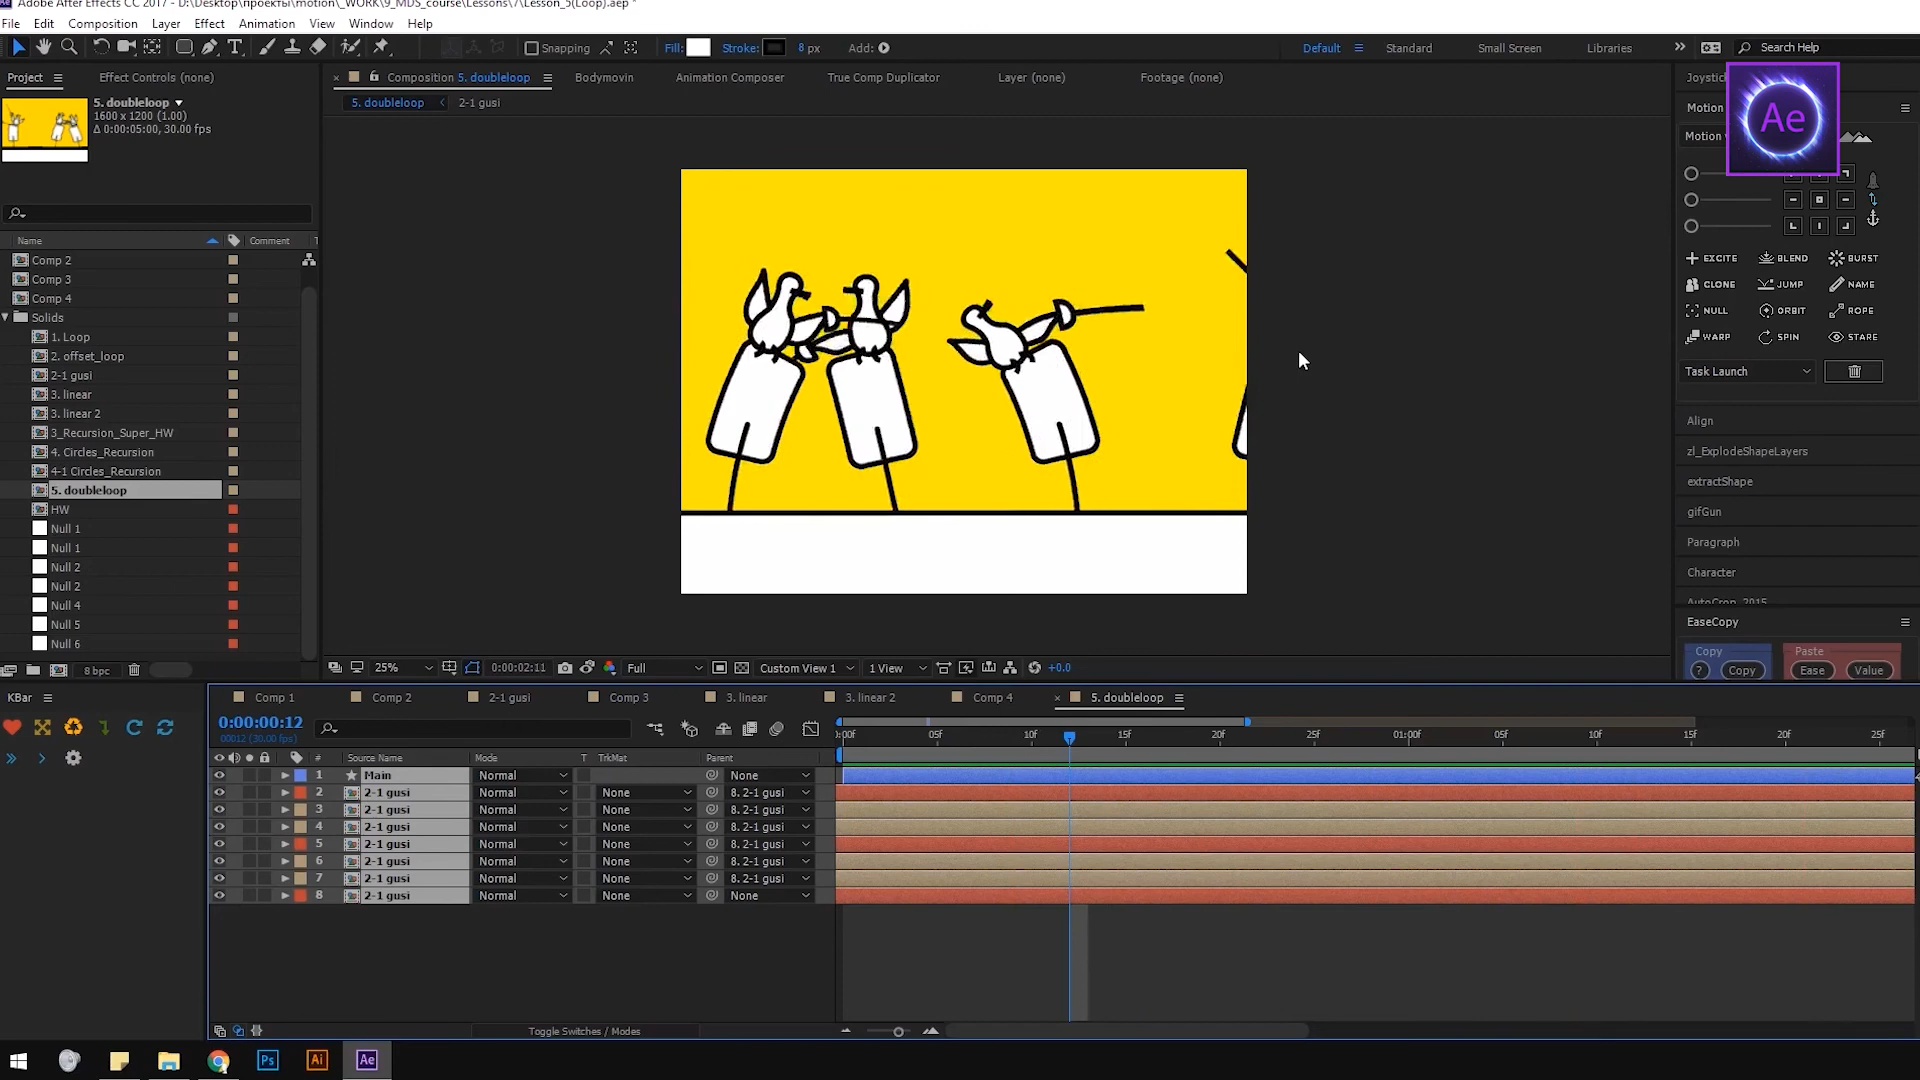 Adobe After Effects CC 2017 - D:\Desktop\проекты\motion\_WORK\9_MDS_course\Lessons\7\Lesson_5(Loop).aep *
File Edit Composition Layer Effect Animation View Window Help
Snapping Fill: Stroke: 8 px Add: Default Standard Small Screen Libraries Search Help
Project Effect Controls (none) Composition 5. doubleloop Bodymovin Animation Composer True Comp Duplicator Layer (none) Footage (none)
5. doubleloop
1600 x 1200 (1.00)
Δ 0:00:05:00, 30.00 fps
5. doubleloop 2-1 gusi
Name Comment
Comp 2
Comp 3
Comp 4
Solids
1. Loop
2. offset_loop
2-1 gusi
3. linear
3. linear 2
3_Recursion_Super_HW
4. Circles_Recursion
4-1 Circles_Recursion
5. doubleloop
HW
Null 1
Null 1
Null 2
Null 2
Null 4
Null 5
Null 6
8 bpc
25% 0:00:02:11 Full Custom View 1 1 View +0.0
Motion
Ae
EXCITE BLEND BURST
CLONE JUMP NAME
NULL ORBIT ROPE
WARP SPIN STARE
Task Launch
Align
zl_ExplodeShapeLayers
extractShape
gifGun
Paragraph
Character
AutoCrop_2015
EaseCopy
Copy Paste
? Copy Ease Value
KBar
Comp 1 Comp 2 2-1 gusi Comp 3 3. linear 3. linear 2 Comp 4 5. doubleloop
0:00:00:12
00012 (30.00 fps)
:00f 05f 10f 15f 20f 25f 01:00f 05f 10f 15f 20f 25f
# Source Name Mode T TrkMat Parent
1 Main Normal None
2 2-1 gusi Normal None 8. 2-1 gusi
3 2-1 gusi Normal None 8. 2-1 gusi
4 2-1 gusi Normal None 8. 2-1 gusi
5 2-1 gusi Normal None 8. 2-1 gusi
6 2-1 gusi Normal None 8. 2-1 gusi
7 2-1 gusi Normal None 8. 2-1 gusi
8 2-1 gusi Normal None None
Toggle Switches / Modes
Ps Ai Ae